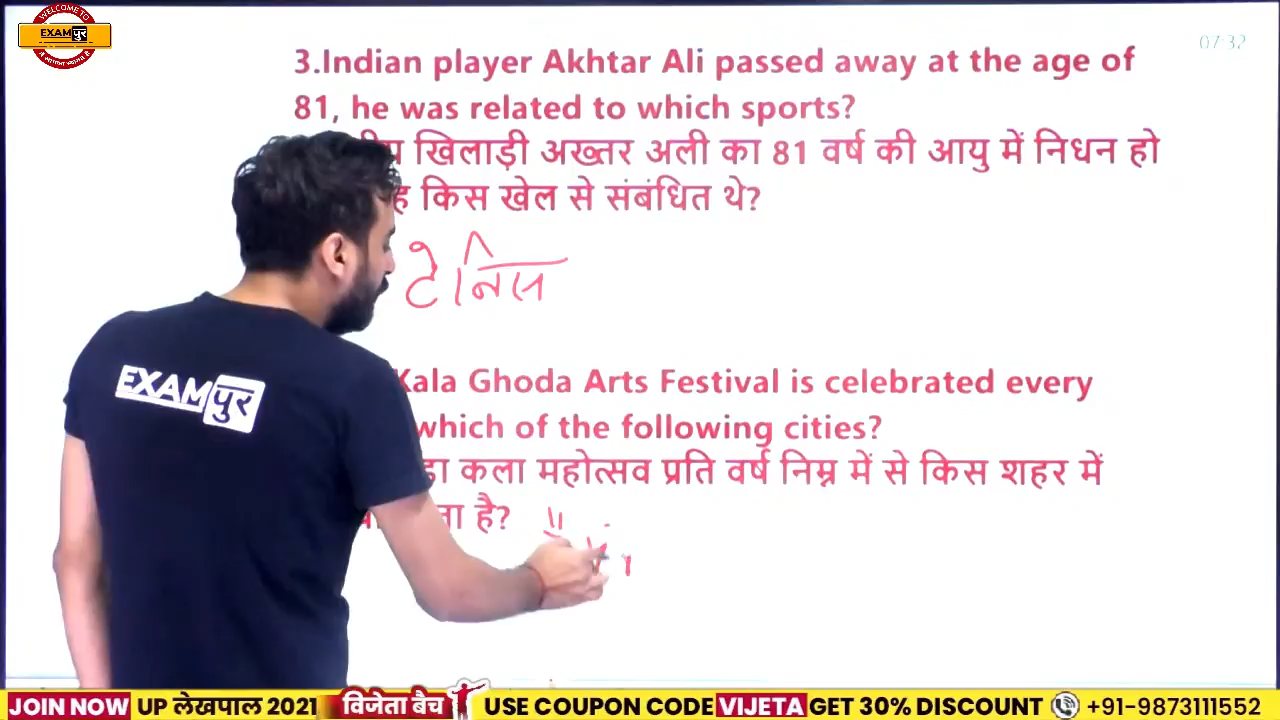 WELCOME TO
EXAMपुर
07:32
3.Indian player Akhtar Ali passed away at the age of
81, he was related to which sports?
खिलाड़ी अख्तर अली का 81 वर्ष की आयु में निधन हो
किस खेल से संबंधित थे?
टेनिस
Kala Ghoda Arts Festival is celebrated every
which of the following cities?
कला महोत्सव प्रति वर्ष निम्न में से किस शहर में
है?
EXAMपुर
JOIN NOW UP लेखपाल 2021 विजेता बैच USE COUPON CODE VIJETA GET 30% DISCOUNT +91-9873111552